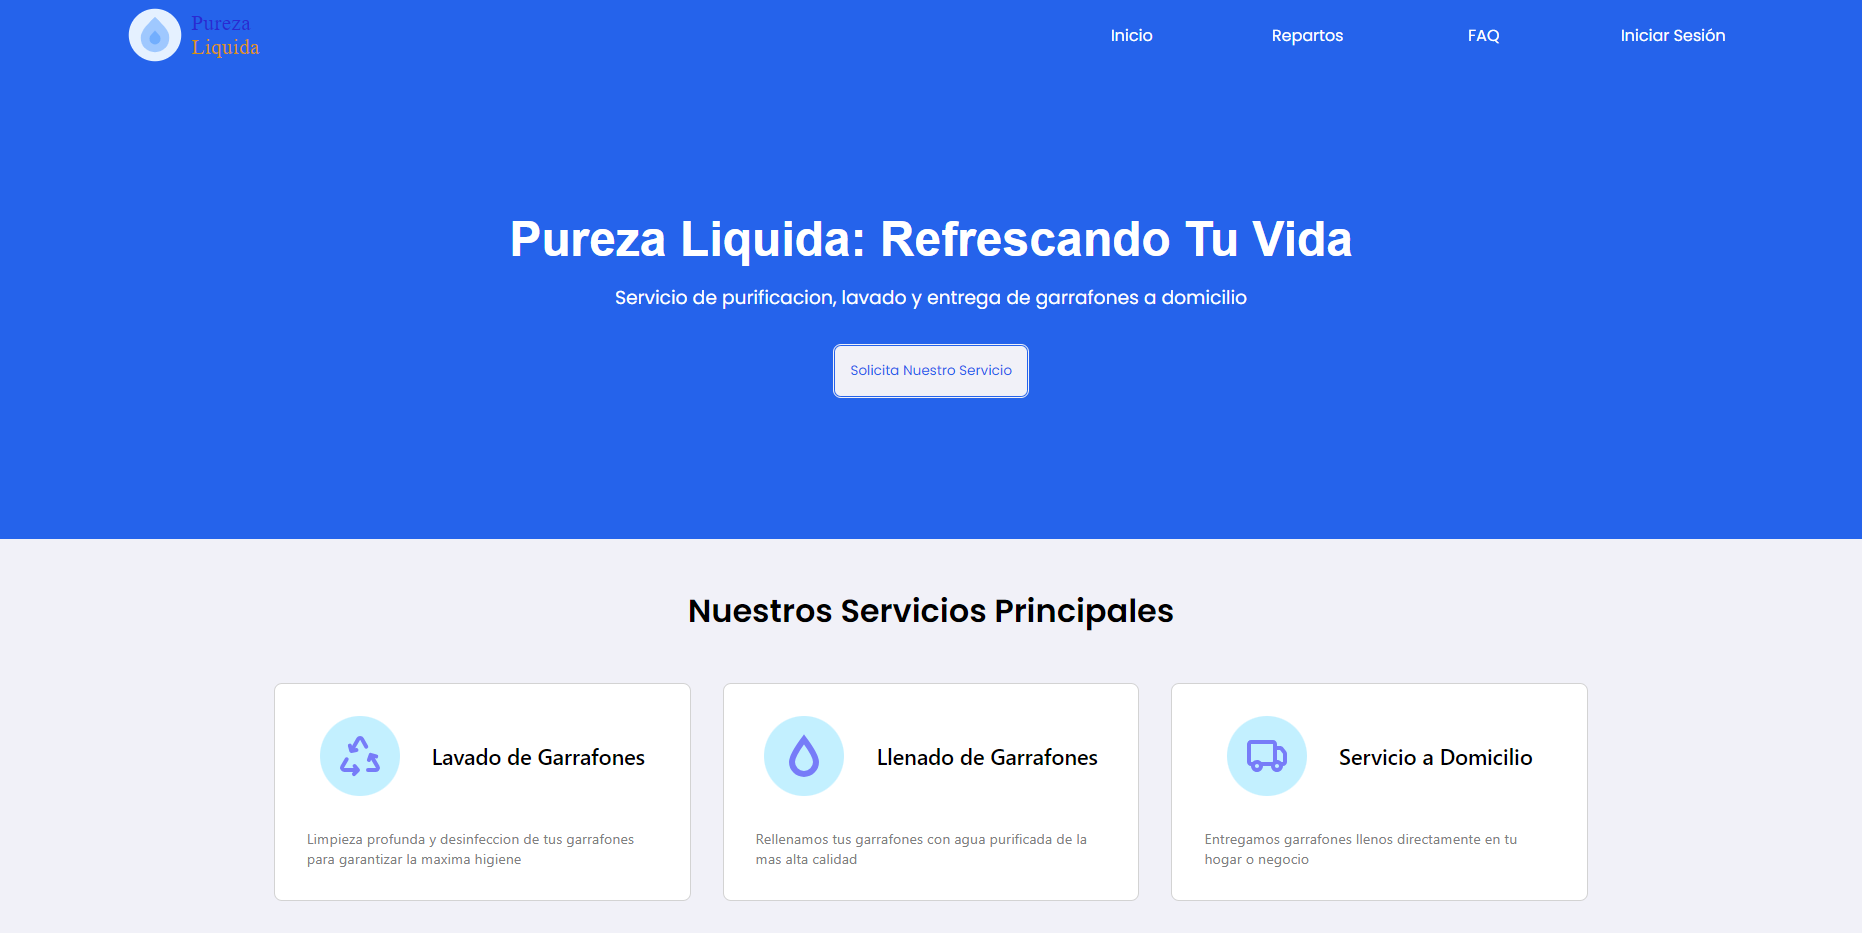 Pureza
Liquida
Inicio
Repartos
FAQ
Iniciar Sesión
Pureza Liquida: Refrescando Tu Vida
Servicio de purificacion, lavado y entrega de garrafones a domicilio
Solicita Nuestro Servicio
Nuestros Servicios Principales
Lavado de Garrafones
Limpieza profunda y desinfeccion de tus garrafones
para garantizar la maxima higiene
Llenado de Garrafones
Rellenamos tus garrafones con agua purificada de la
mas alta calidad
Servicio a Domicilio
Entregamos garrafones llenos directamente en tu
hogar o negocio